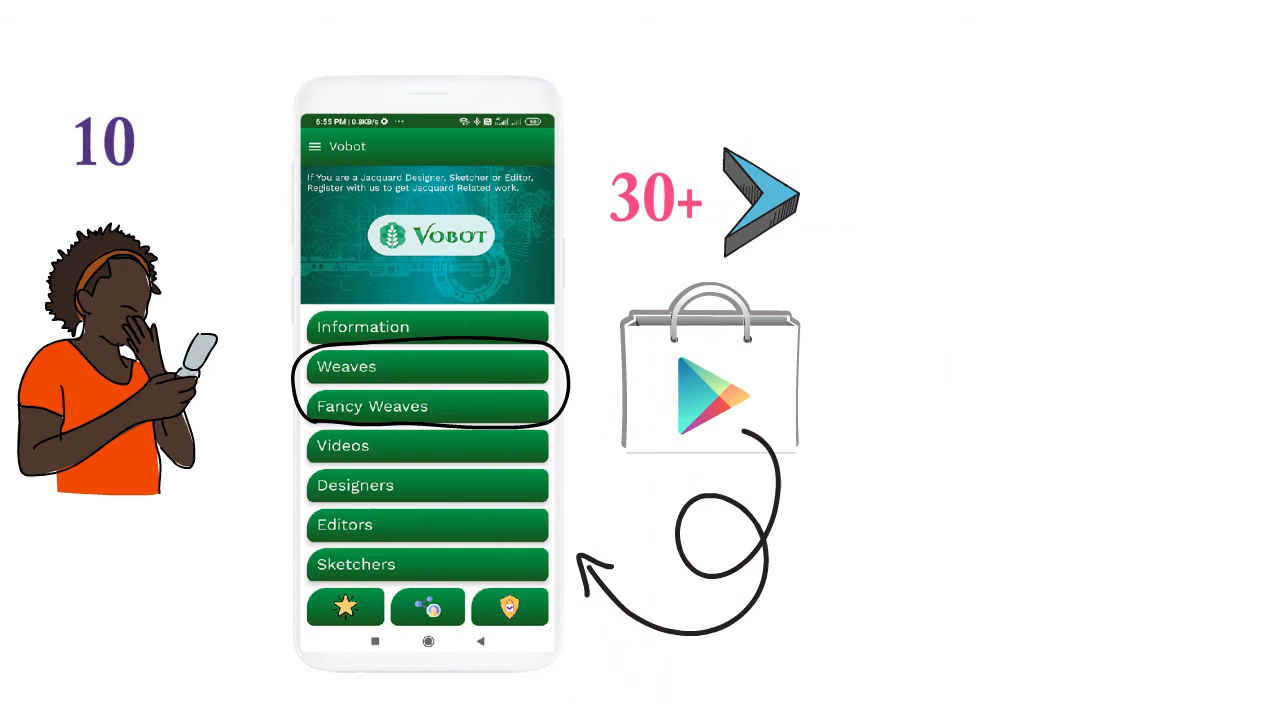 10
6:55 PM | 0.8KB/s
Vobot
If You are a Jacquard Designer, Sketcher or Editor,
Register with us to get Jacquard Related work.
VOBOT
30+
Information
Weaves
Fancy Weaves
Videos
Designers
Editors
Sketchers